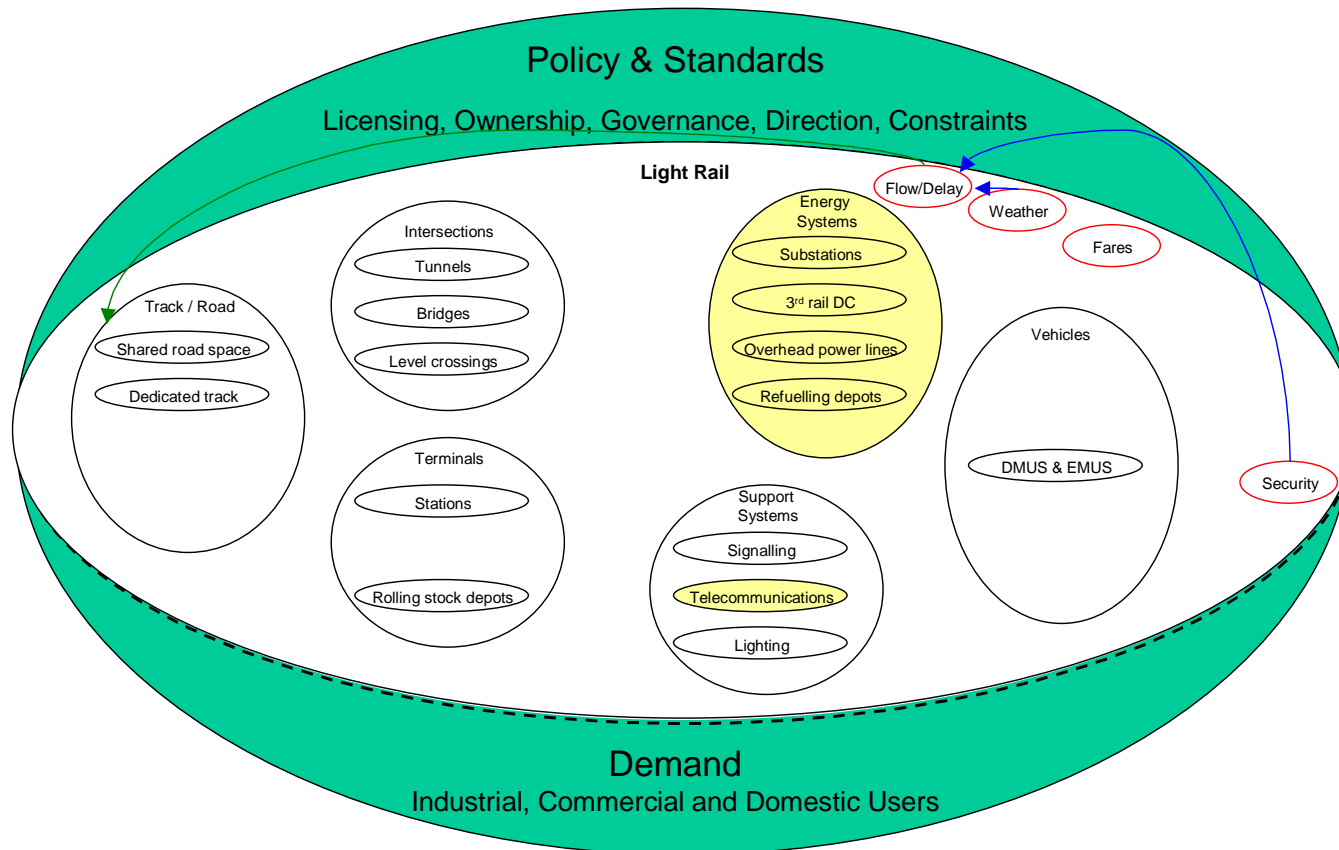 Policy & Standards
Licensing, Ownership, Governance, Direction, Constraints
Light Rail
Flow/Delay
Weather
Fares
Security
Track / Road
Shared road space
Dedicated track
Intersections
Tunnels
Bridges
Level crossings
Terminals
Stations
Rolling stock depots
Energy
Systems
Substations
3rd rail DC
Overhead power lines
Refuelling depots
Support
Systems
Signalling
Telecommunications
Lighting
Vehicles
DMUS & EMUS
Demand
Industrial, Commercial and Domestic Users